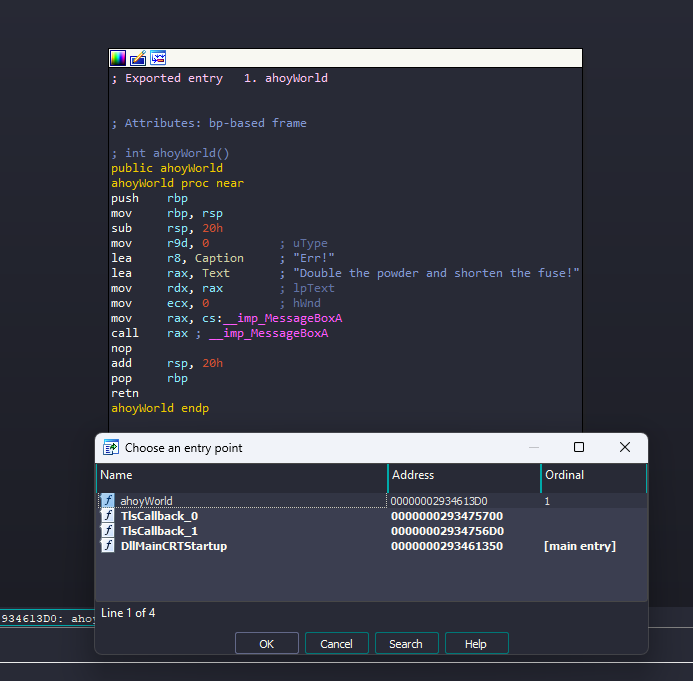 ; Exported entry   1. ahoyWorld
; Attributes: bp-based frame
; int ahoyWorld()
public ahoyWorld
ahoyWorld proc near
push    rbp
mov     rbp, rsp
sub     rsp, 20h
mov     r9d, 0          ; uType
lea     r8, Caption     ; "Err!"
lea     rax, Text       ; "Double the powder and shorten the fuse!"
mov     rdx, rax        ; lpText
mov     ecx, 0          ; hWnd
mov     rax, cs:__imp_MessageBoxA
call    rax ; __imp_MessageBoxA
nop
add     rsp, 20h
pop     rbp
retn
ahoyWorld endp
Choose an entry point
Name Address Ordinal
f ahoyWorld 00000002934613D0 1
f TlsCallback_0 0000000293475700
f TlsCallback_1 00000002934756D0
f DllMainCRTStartup 0000000293461350 [main entry]
Line 1 of 4
934613D0: aho
OK Cancel Search Help